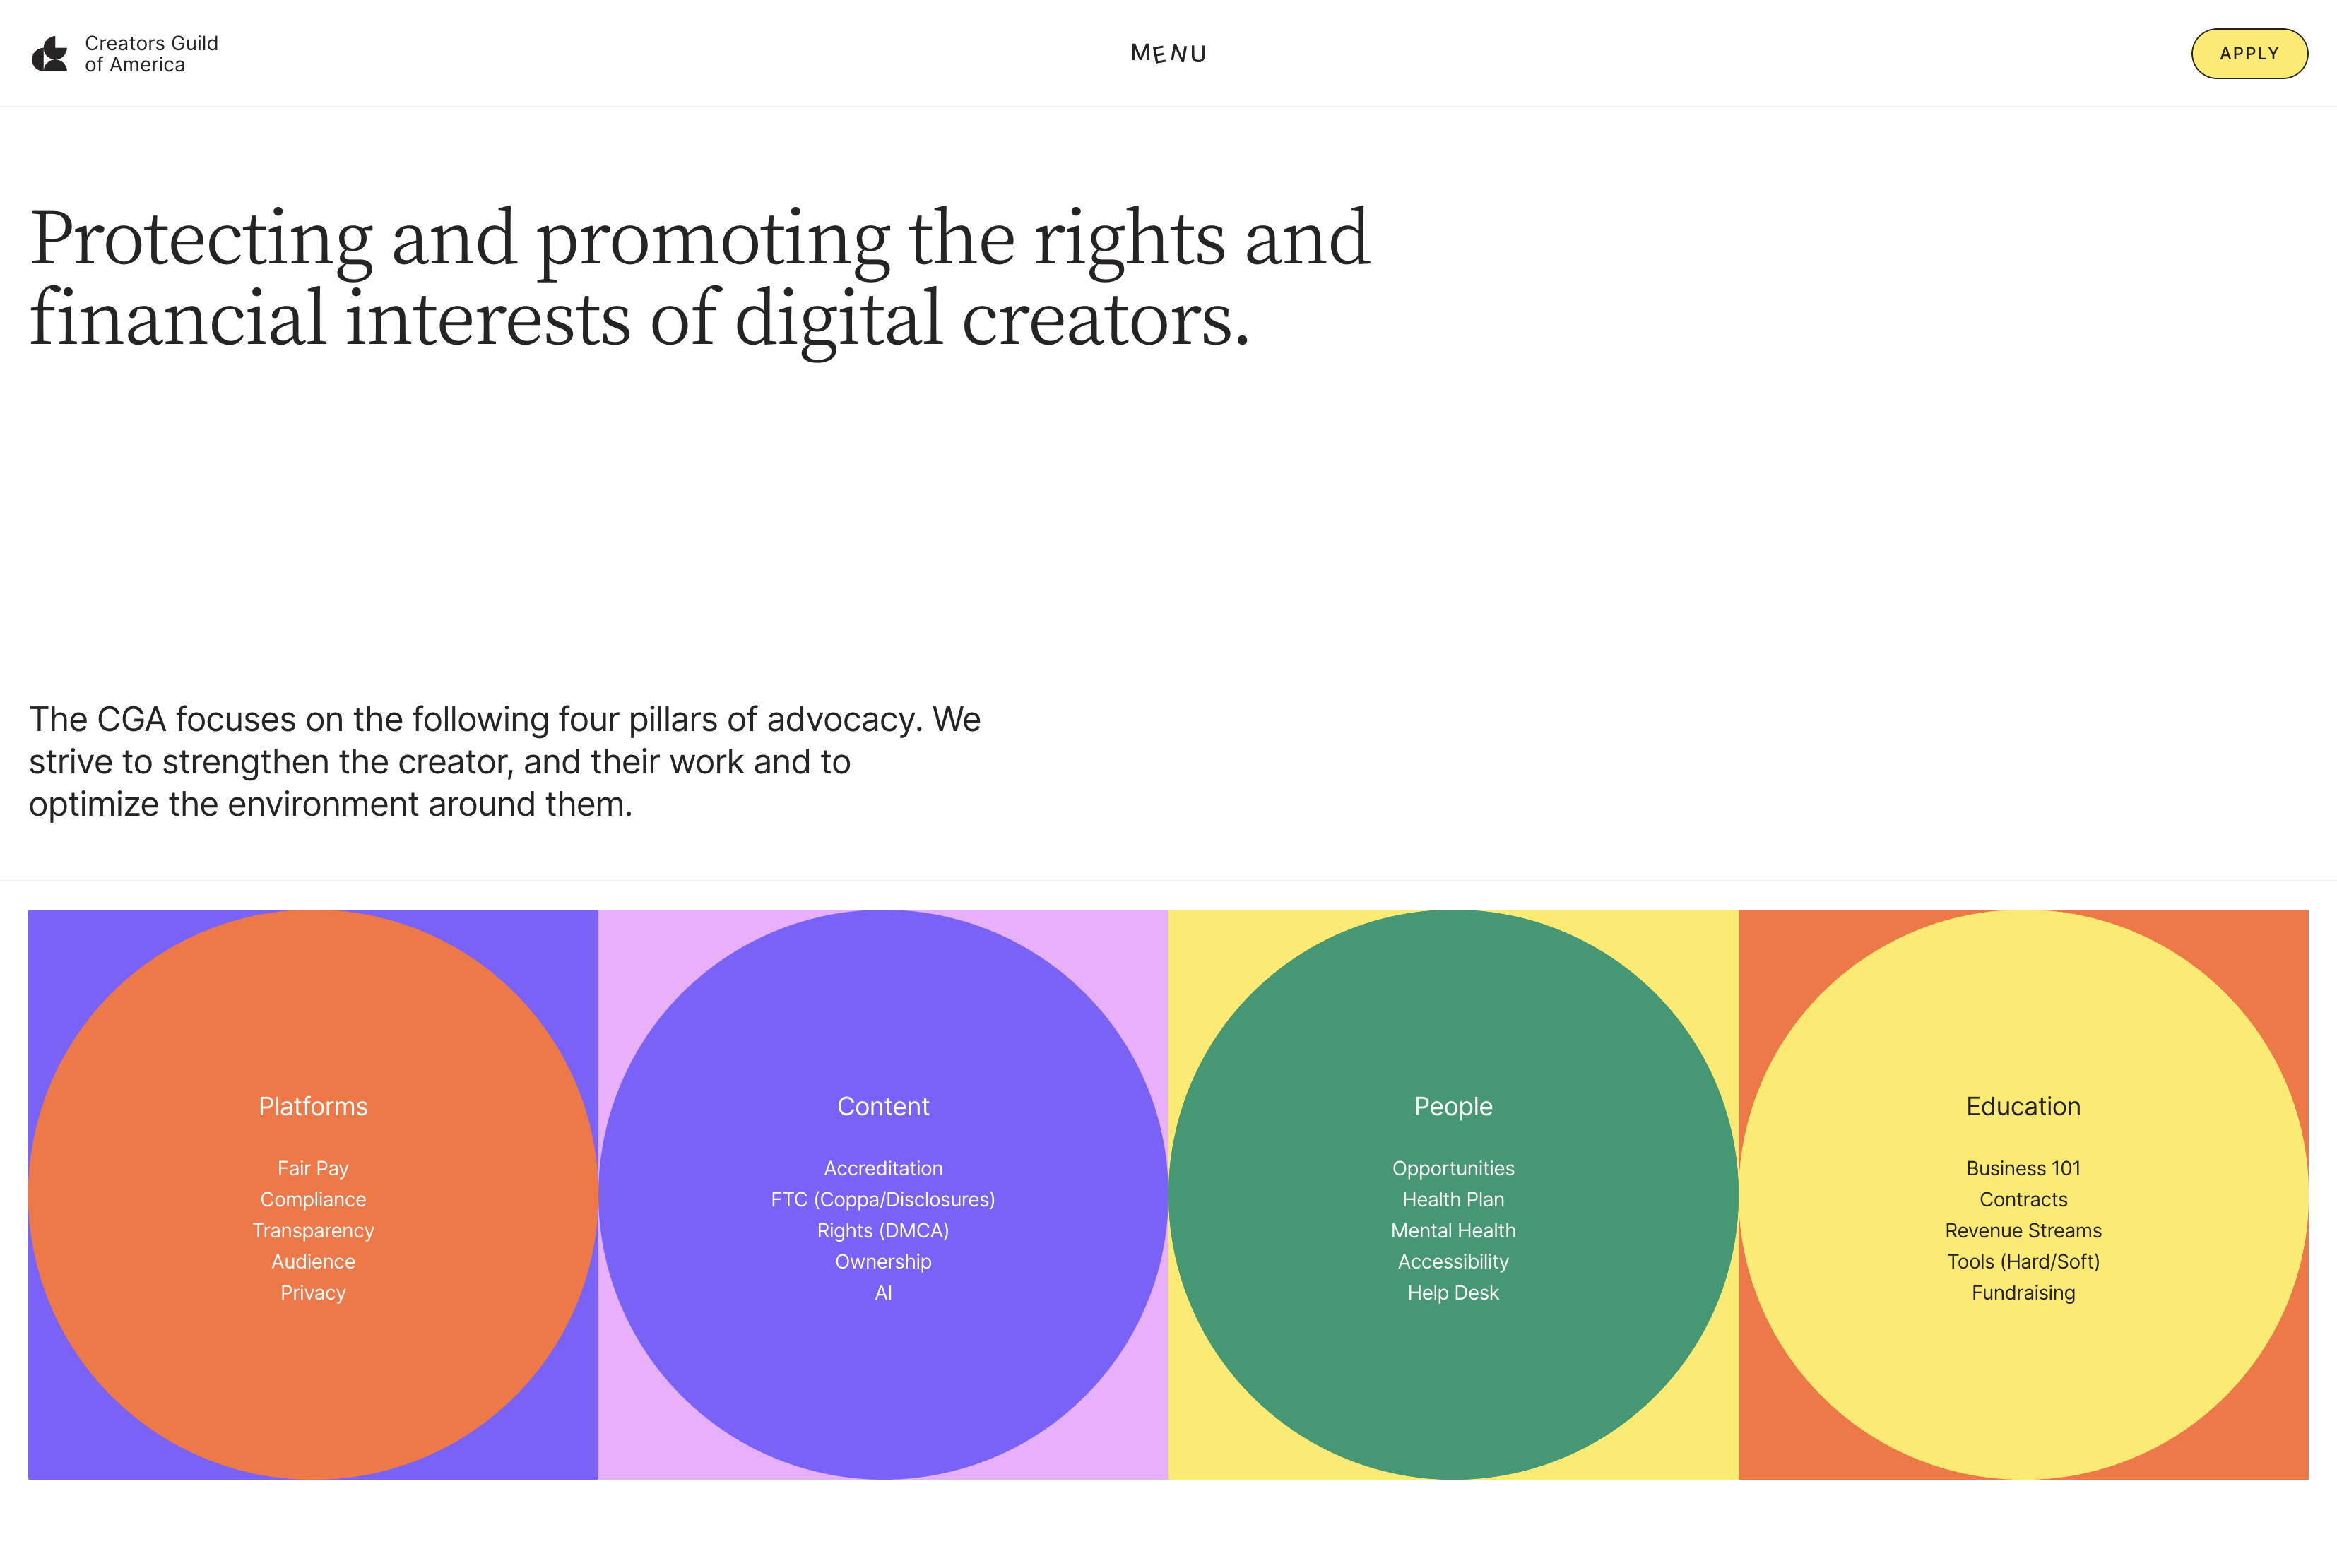 Creators Guild
of America
MENU
APPLY
Protecting and promoting the rights and
financial interests of digital creators.
The CGA focuses on the following four pillars of advocacy. We
strive to strengthen the creator, and their work and to
optimize the environment around them.
Platforms
Fair Pay
Compliance
Transparency
Audience
Privacy
Content
Accreditation
FTC (Coppa/Disclosures)
Rights (DMCA)
Ownership
AI
People
Opportunities
Health Plan
Mental Health
Accessibility
Help Desk
Education
Business 101
Contracts
Revenue Streams
Tools (Hard/Soft)
Fundraising